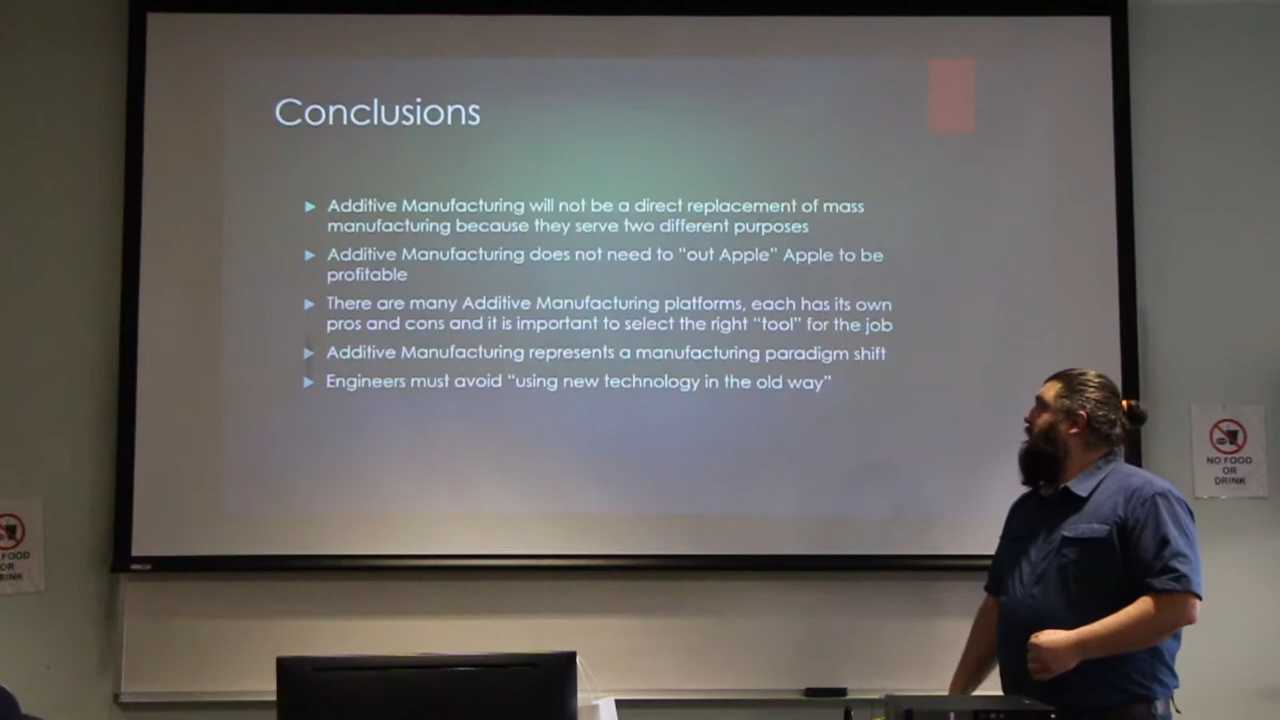 Conclusions
Additive Manufacturing will not be a direct replacement of mass
manufacturing because they serve two different purposes
Additive Manufacturing does not need to “out Apple” Apple to be
profitable
There are many Additive Manufacturing platforms, each has its own
pros and cons and it is important to select the right “tool” for the job
Additive Manufacturing represents a manufacturing paradigm shift
Engineers must avoid “using new technology in the old way”
NO FOOD
OR
DRINK
FOOD
OR
INK